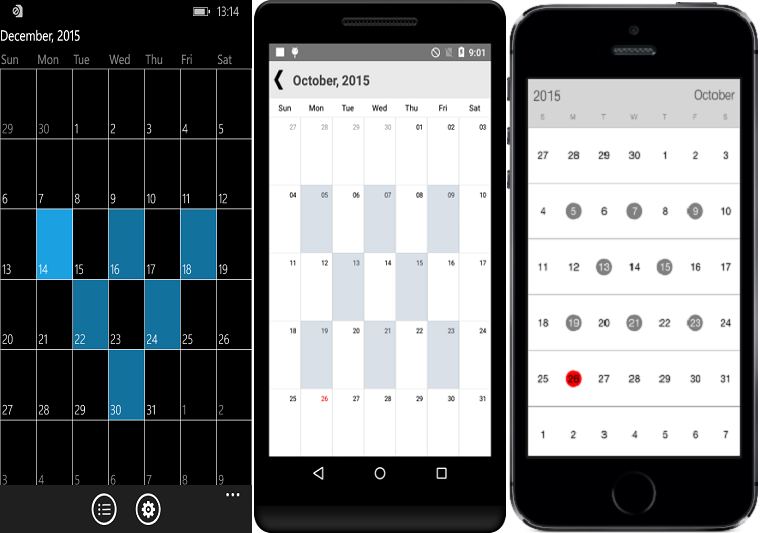 13:14
December, 2015
Sun Mon Tue Wed Thu Fri Sat
29 30 1 2 3 4 5
6 7 8 9 10 11 12
13 14 15 16 17 18 19
20 21 22 23 24 25 26
27 28 29 30 31 1 2
3 4 5 6 7 8 9
9:01
October, 2015
Sun Mon Tue Wed Thu Fri Sat
27 28 29 30 01 02 03
04 05 06 07 08 09 10
11 12 13 14 15 16 17
18 19 20 21 22 23 24
25 26 27 28 29 30 31
2015 October
S M T W T F S
27 28 29 30 1 2 3
4 5 6 7 8 9 10
11 12 13 14 15 16 17
18 19 20 21 22 23 24
25 26 27 28 29 30 31
1 2 3 4 5 6 7